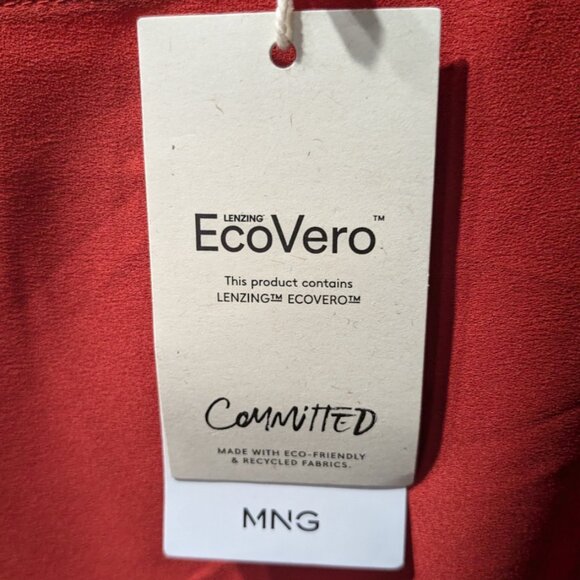 LENZING
EcoVero™
This product contains
LENZING™ ECOVERO™
COMMITTED
MADE WITH ECO-FRIENDLY
& RECYCLED FABRICS.
MNG